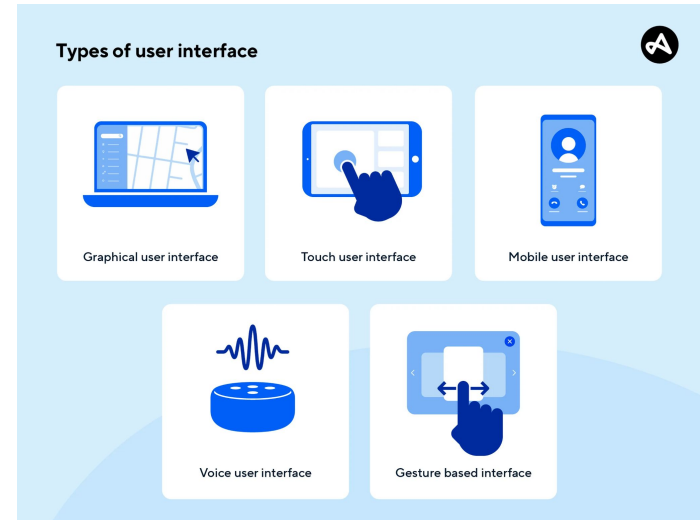 Types of user interface
Graphical user interface
Touch user interface
Mobile user interface
Voice user interface
Gesture based interface